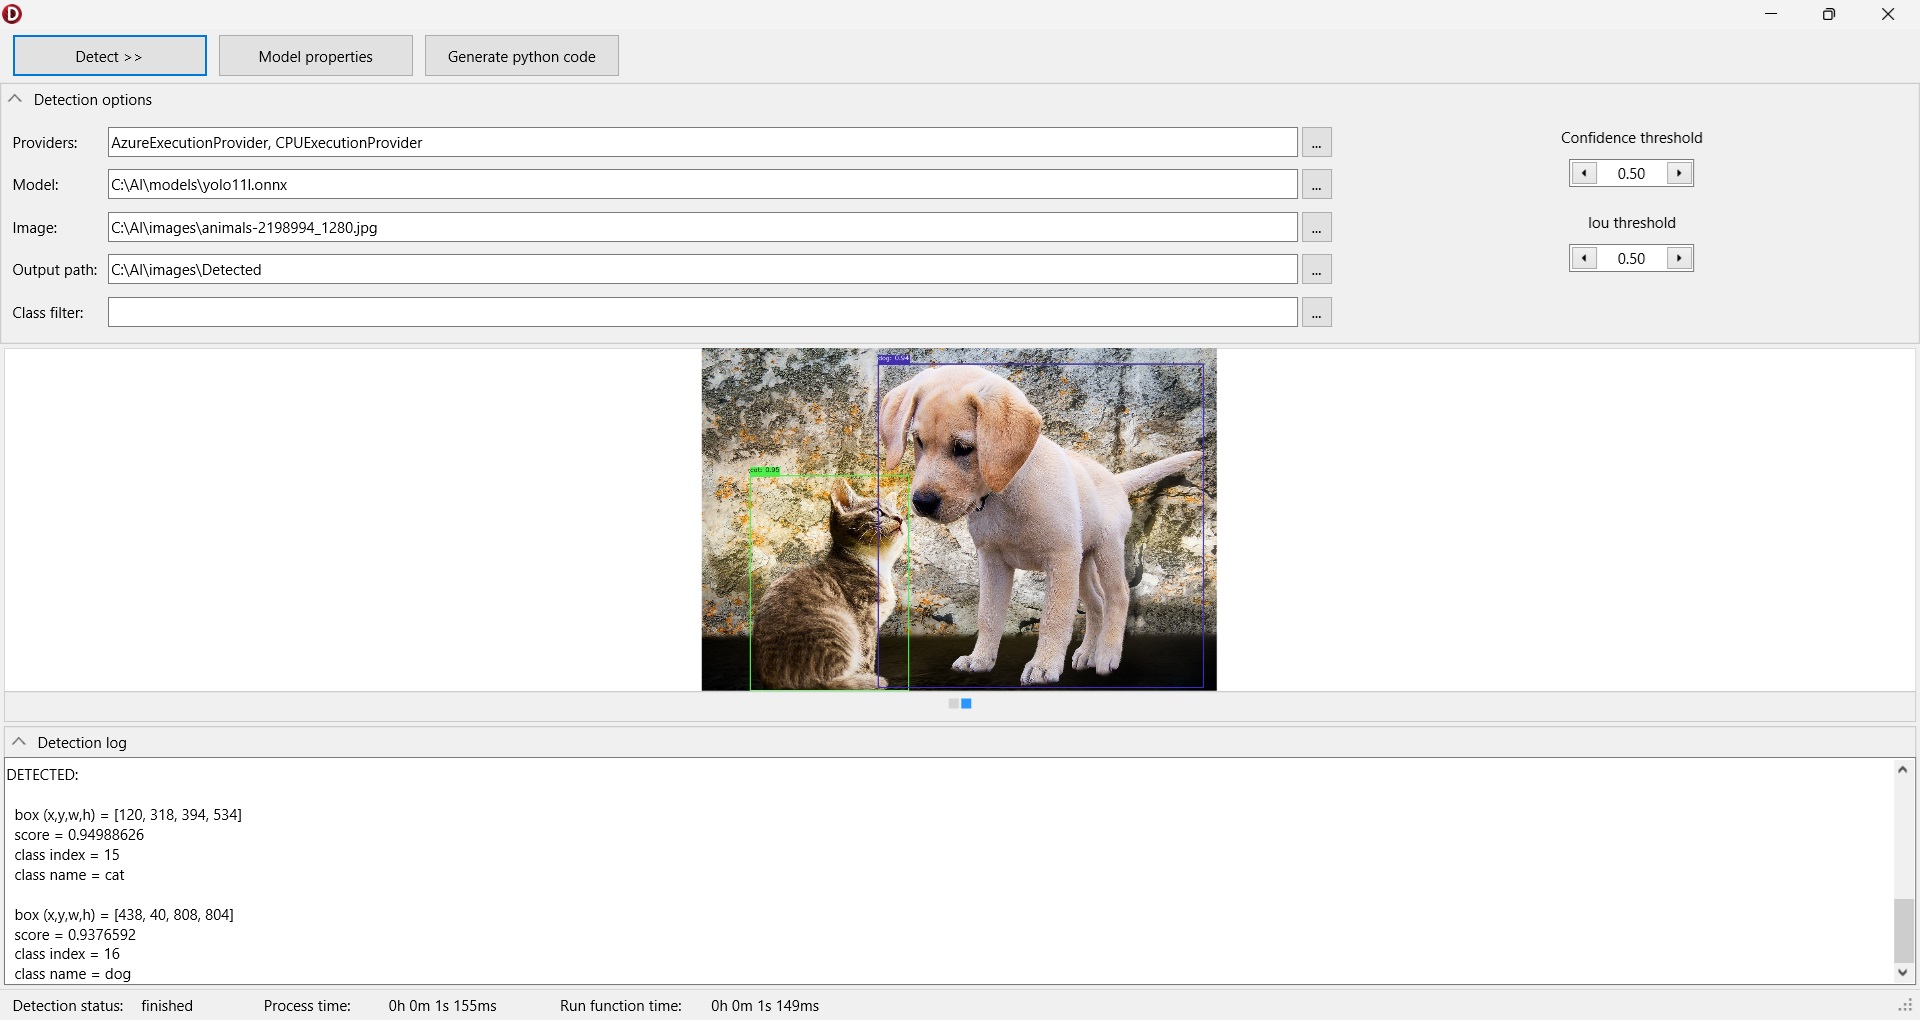 Detect >>
Model properties
Generate python code
Detection options
Providers:
AzureExecutionProvider, CPUExecutionProvider
...
Confidence threshold
0.50
Model:
C:\AI\models\yolo11l.onnx
...
Image:
C:\AI\images\animals-2198994_1280.jpg
...
Iou threshold
0.50
Output path:
C:\AI\images\Detected
...
Class filter:
...
dog: 0.94
cat: 0.95
Detection log
DETECTED:
box (x,y,w,h) = [120, 318, 394, 534]
score = 0.94988626
class index = 15
class name = cat
box (x,y,w,h) = [438, 40, 808, 804]
score = 0.9376592
class index = 16
class name = dog
Detection status: finished Process time: 0h 0m 1s 155ms Run function time: 0h 0m 1s 149ms